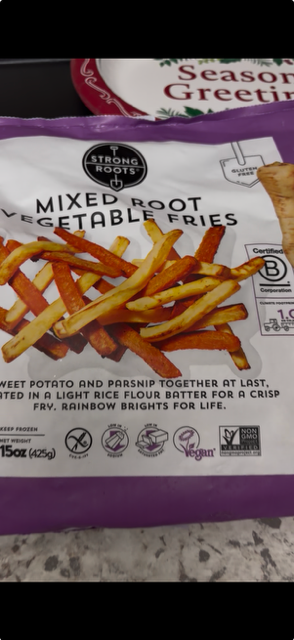 Season
Greetin
STRONG
ROOTS
GLUTEN
FREE
MIXED ROOT
VEGETABLE FRIES
Certified
B
Corporation
WEET POTATO AND PARSNIP TOGETHER AT LAST,
ATED IN A LIGHT RICE FLOUR BATTER FOR A CRISP
FRY. RAINBOW BRIGHTS FOR LIFE.
KEEP FROZEN
NET WEIGHT
15oz (425g)
Vegan
NON
GMO
VERIFIED